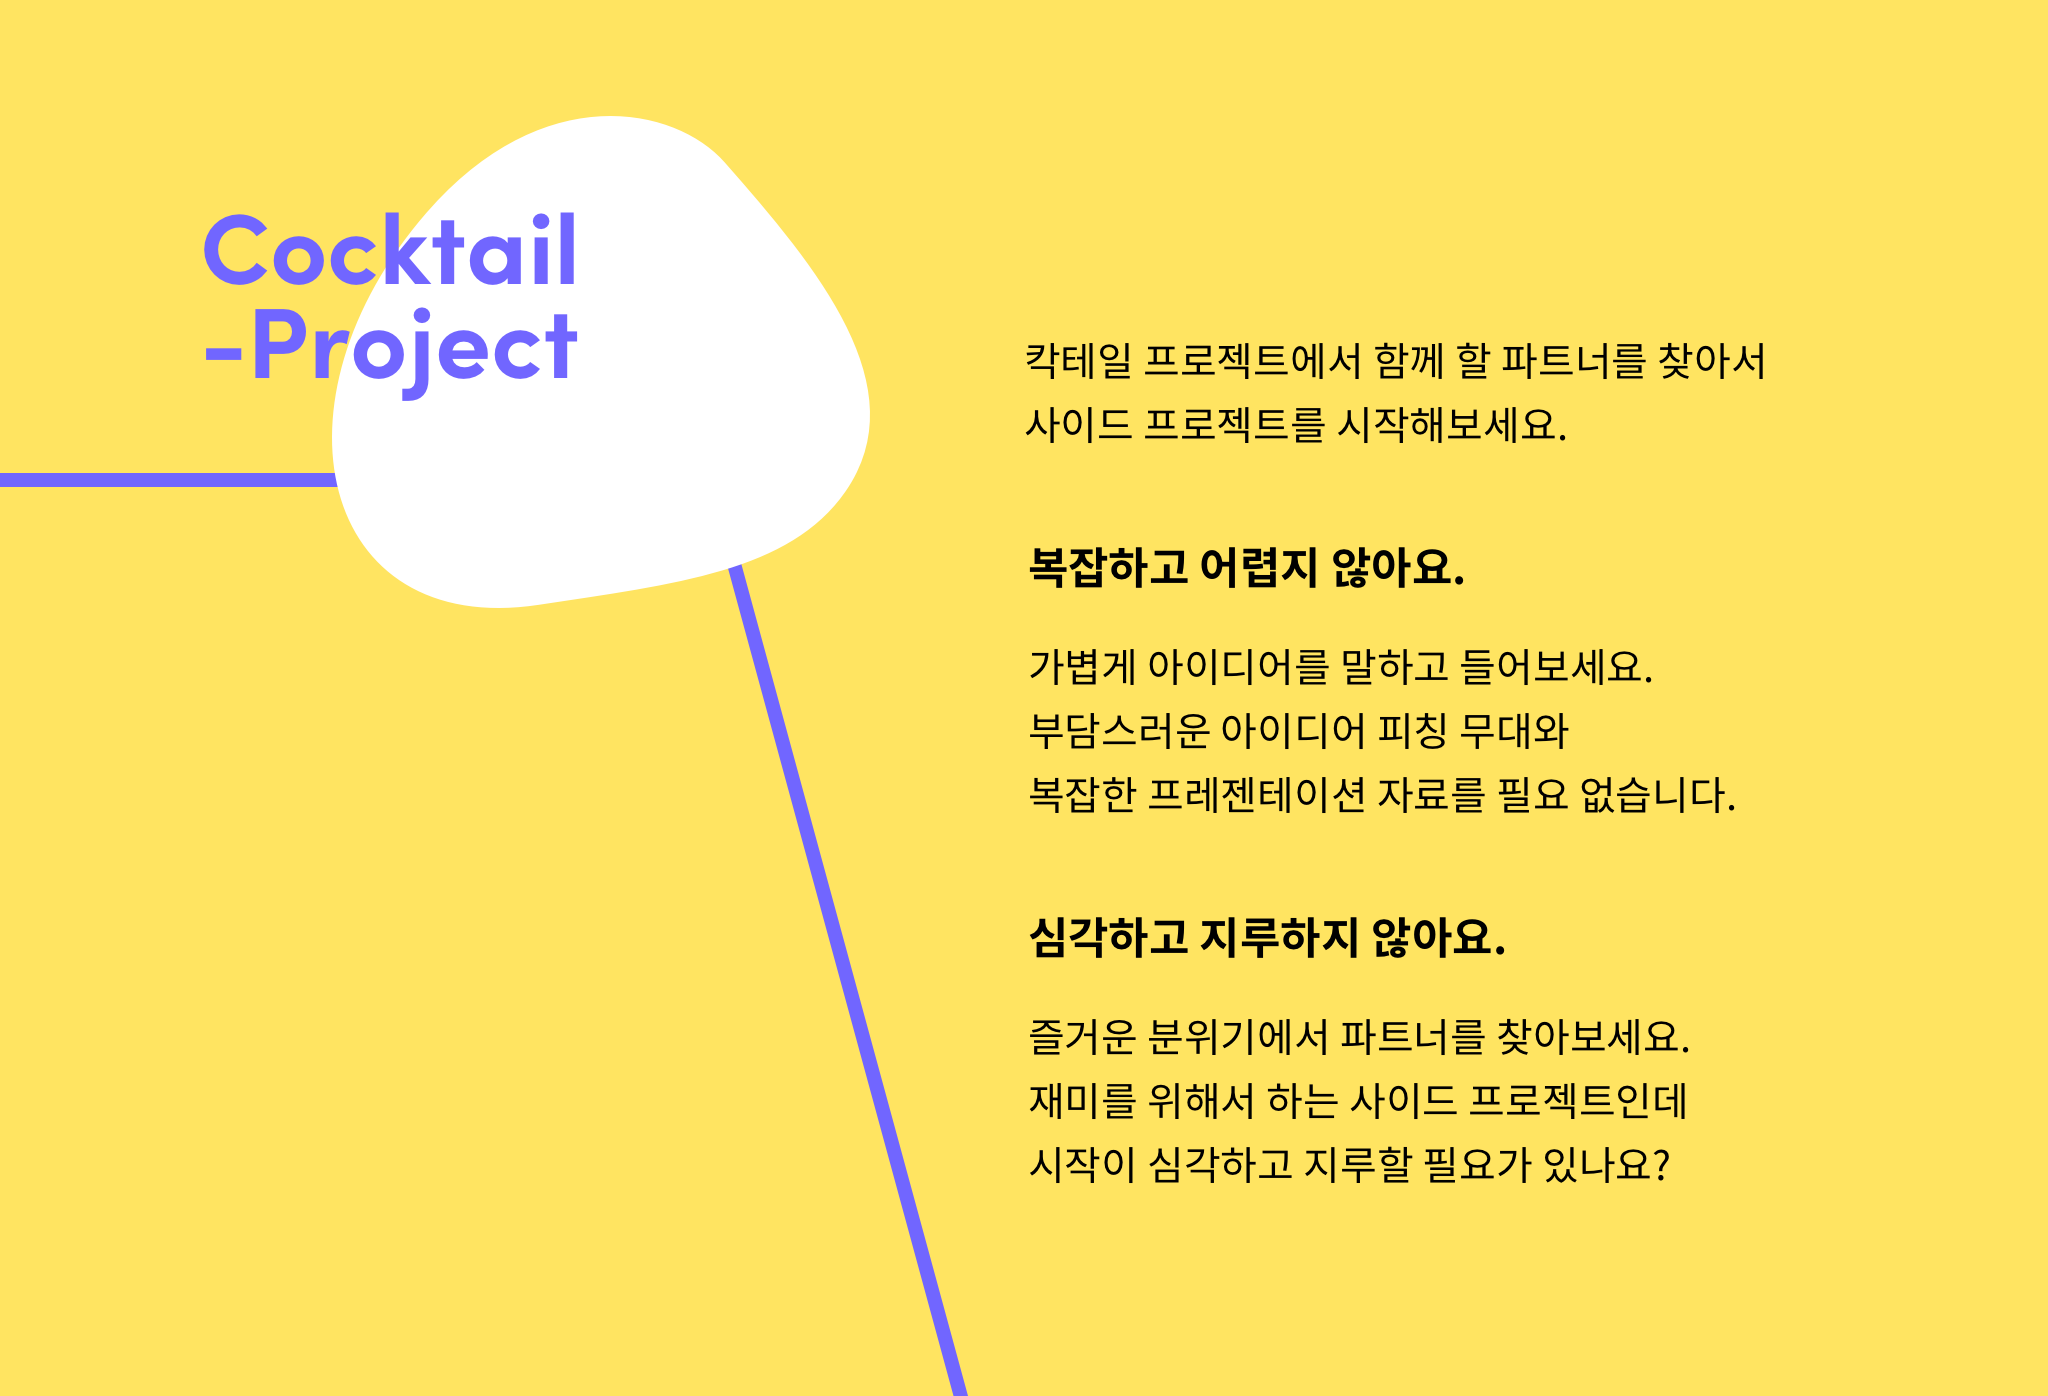 Cocktail
-Project
칵테일 프로젝트에서 함께 할 파트너를 찾아서
사이드 프로젝트를 시작해보세요.
복잡하고 어렵지 않아요.
가볍게 아이디어를 말하고 들어보세요.
부담스러운 아이디어 피칭 무대와
복잡한 프레젠테이션 자료를 필요 없습니다.
심각하고 지루하지 않아요.
즐거운 분위기에서 파트너를 찾아보세요.
재미를 위해서 하는 사이드 프로젝트인데
시작이 심각하고 지루할 필요가 있나요?